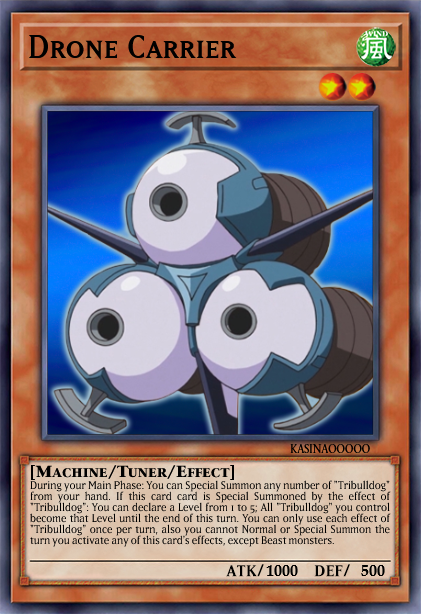 DRONE CARRIER
WIND
風
KASINAOOOOO
[MACHINE/TUNER/EFFECT]
During your Main Phase: You can Special Summon any number of "Tribulldog"
from your hand. If this card card is Special Summoned by the effect of
"Tribulldog": You can declare a Level from 1 to 5; All "Tribulldog" you control
become that Level until the end of this turn. You can only use each effect of
"Tribulldog" once per turn, also you cannot Normal or Special Summon the
turn you activate any of this card's effects, except Beast monsters.
ATK/1000 DEF/ 500